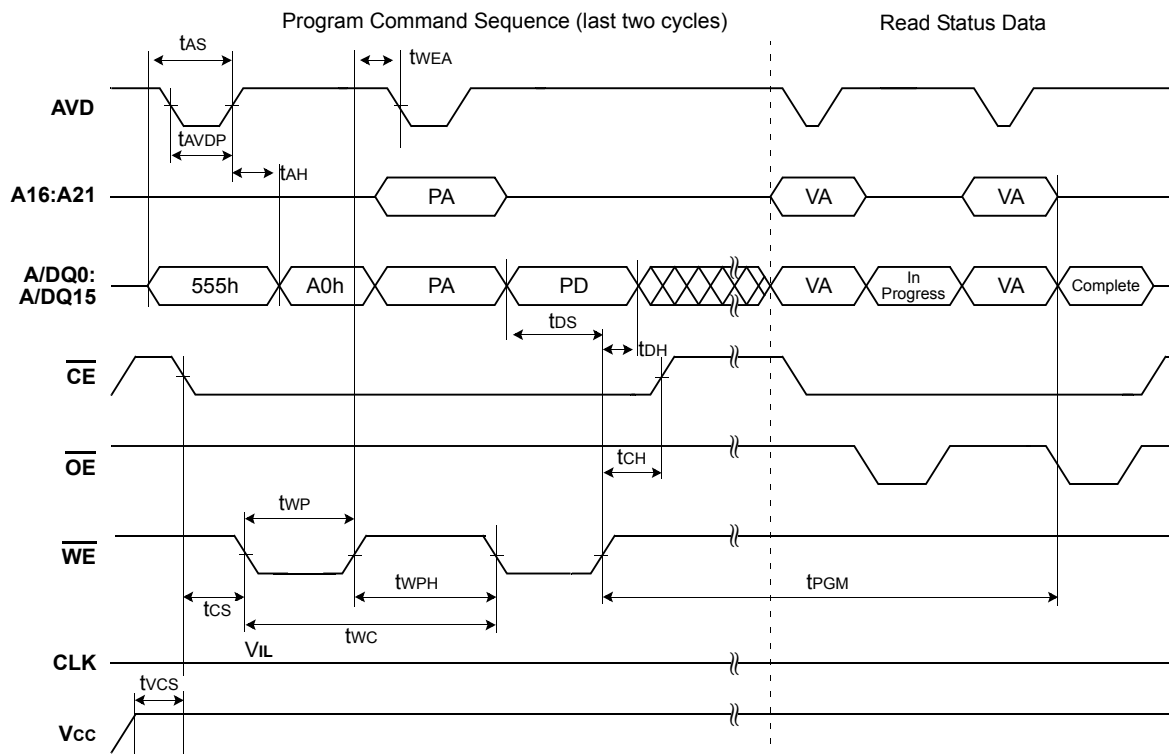 Program Command Sequence (last two cycles) Read Status Data
tAS tWEA
AVD
tAVDP
tAH
A16:A21 PA VA VA
A/DQ0:
A/DQ15 555h A0h PA PD VA In
Progress VA Complete
tDS
tDH
CE
OE
tCH
tWP
WE
tWPH tPGM
tCS
tWC
VIL
CLK
tVCS
Vcc